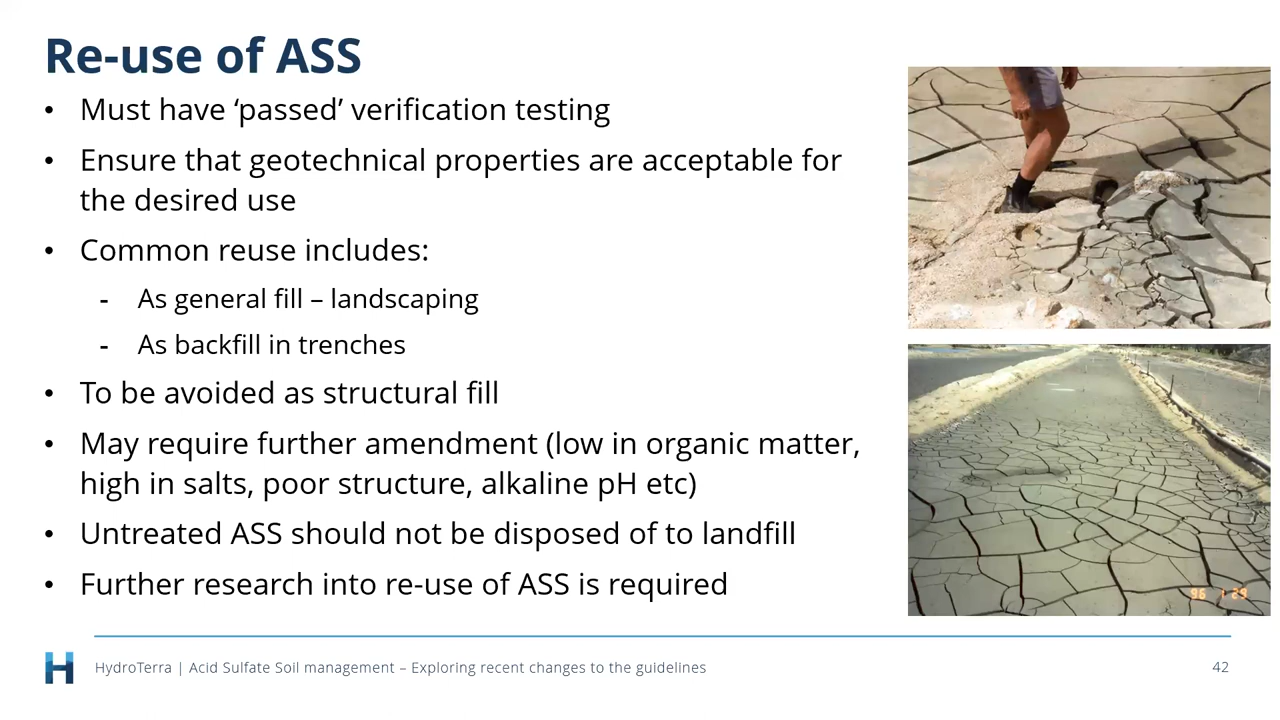 Re-use of ASS
• Must have ‘passed’ verification testing
• Ensure that geotechnical properties are acceptable for
the desired use
• Common reuse includes:
- As general fill – landscaping
- As backfill in trenches
• To be avoided as structural fill
• May require further amendment (low in organic matter,
high in salts, poor structure, alkaline pH etc)
• Untreated ASS should not be disposed of to landfill
• Further research into re-use of ASS is required
96 1 29
HydroTerra | Acid Sulfate Soil management – Exploring recent changes to the guidelines
42